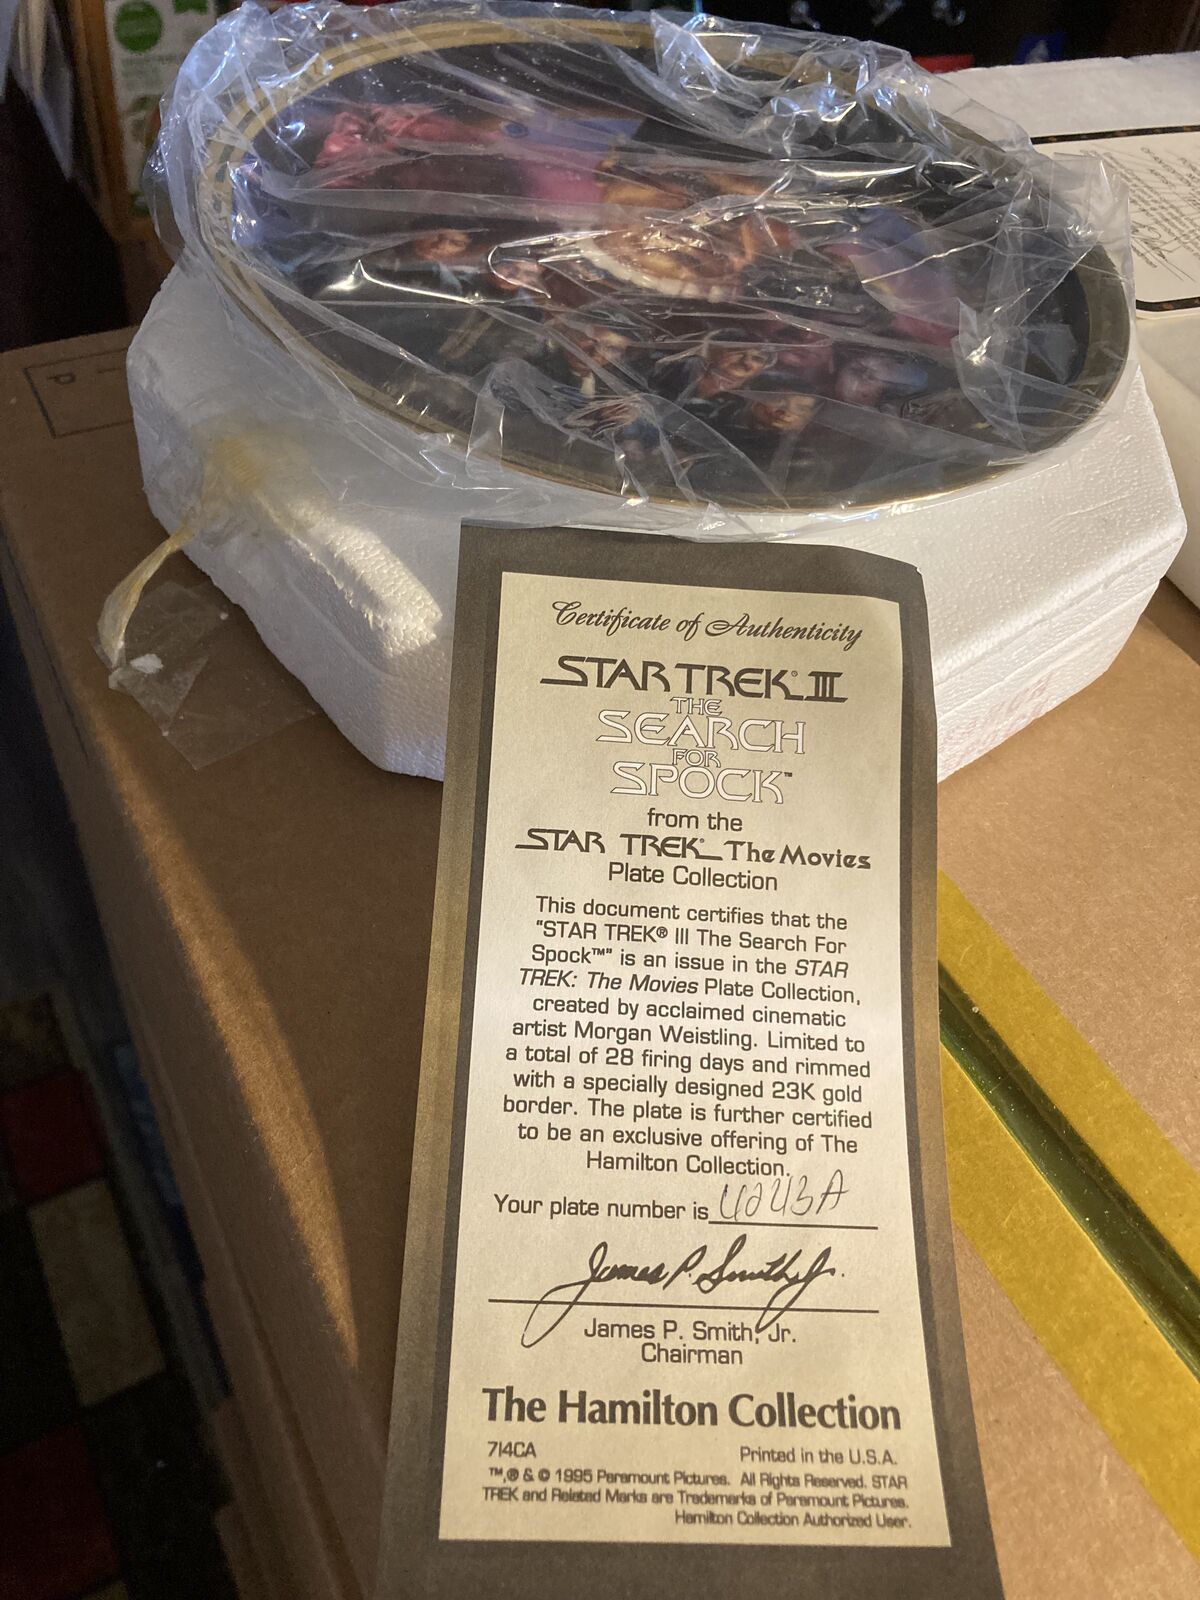 Certificate of Authenticity
STAR TREK® III
THE
SEARCH
FOR
SPOCK™
from the
STAR TREK® The Movies
Plate Collection
This document certifies that the
"STAR TREK® III The Search For
Spock™" is an issue in the STAR
TREK: The Movies Plate Collection,
created by acclaimed cinematic
artist Morgan Weistling. Limited to
a total of 28 firing days and rimmed
with a specially designed 23K gold
border. The plate is further certified
to be an exclusive offering of The
Hamilton Collection.
Your plate number is 4243A
James P. Smith Jr.
James P. Smith, Jr.
Chairman
The Hamilton Collection
714CA Printed in the U.S.A.
™,® & © 1995 Paramount Pictures. All Rights Reserved. STAR
TREK and Related Marks are Trademarks of Paramount Pictures.
Hamilton Collection Authorized User.